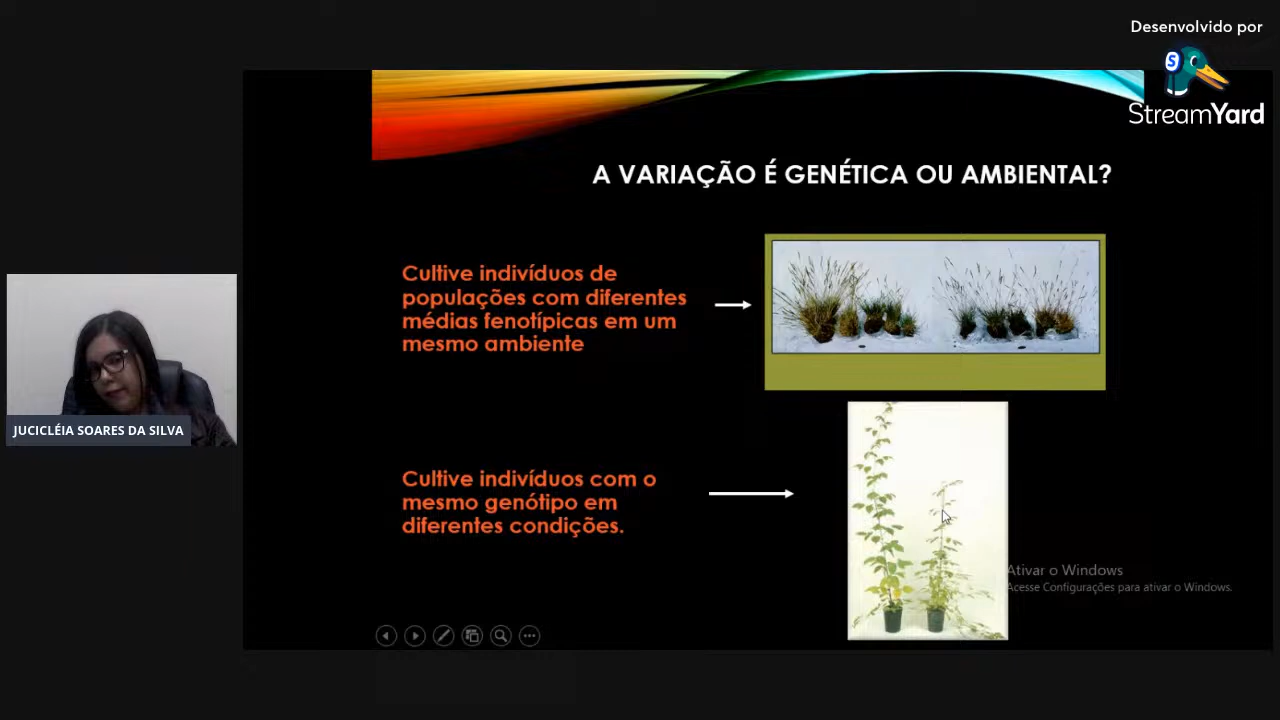 Desenvolvido por
StreamYard
A VARIAÇÃO É GENÉTICA OU AMBIENTAL?
Cultive indivíduos de
populações com diferentes
médias fenotípicas em um
mesmo ambiente
JUCICLÉIA SOARES DA SILVA
Cultive indivíduos com o
mesmo genótipo em
diferentes condições.
Ativar o Windows
Acesse Configurações para ativar o Windows.